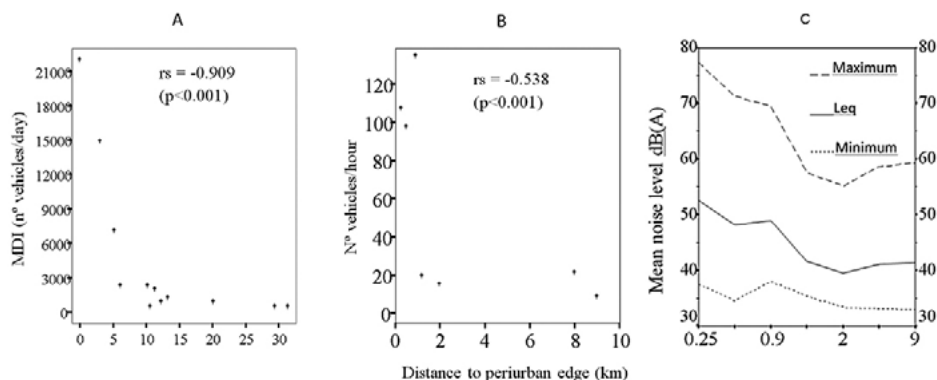 A
B
C
MDI (nº vehicles/day)
21000
18000
15000
12000
9000
6000
3000
0
rs = -0.909
(p<0.001)
0 5 10 15 20 25 30
Nº vehicles/hour
120
100
80
60
40
20
0
rs = -0.538
(p<0.001)
0 2 4 6 8 10
Distance to periurban edge (km)
Mean noise level dB(A)
80
70
60
50
40
30
Maximum
Leq
Minimum
80
70
60
50
40
30
0.25 0.9 2 9